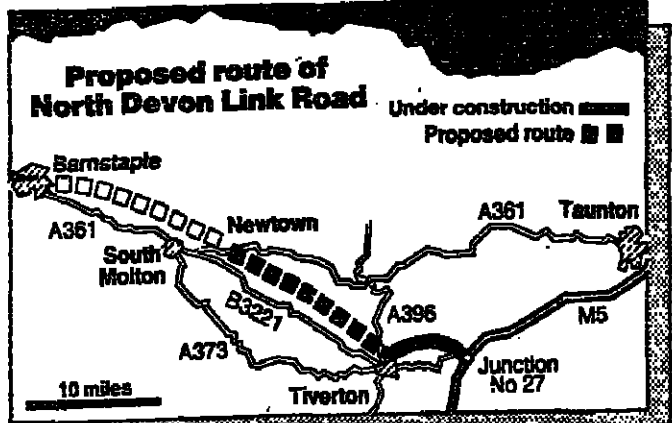 Proposed route of
North Devon Link Road
Under construction
Proposed route
Barnstaple
A361
Newtown
A361
Taunton
South
Molton
B3227
A396
M5
A373
Junction
No 27
10 miles
Tiverton